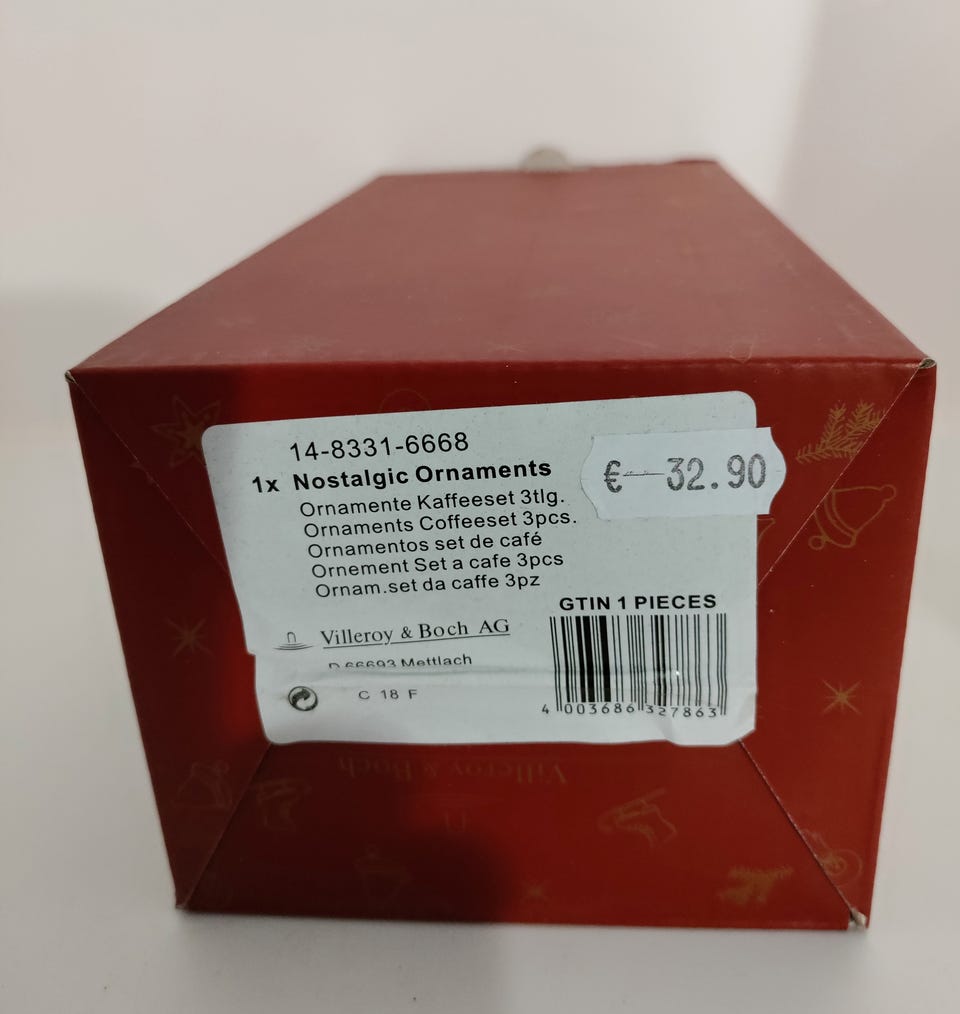 14-8331-6668
1x Nostalgic Ornaments
€ 32.90
Ornamente Kaffeeset 3tlg.
Ornaments Coffeeset 3pcs.
Ornamentos set de café
Ornement Set a cafe 3pcs
Ornam.set da caffe 3pz
GTIN 1 PIECES
Villeroy & Boch AG
D 66693 Mettlach
C 18 F
4 003686 327863
Villeroy & Boch